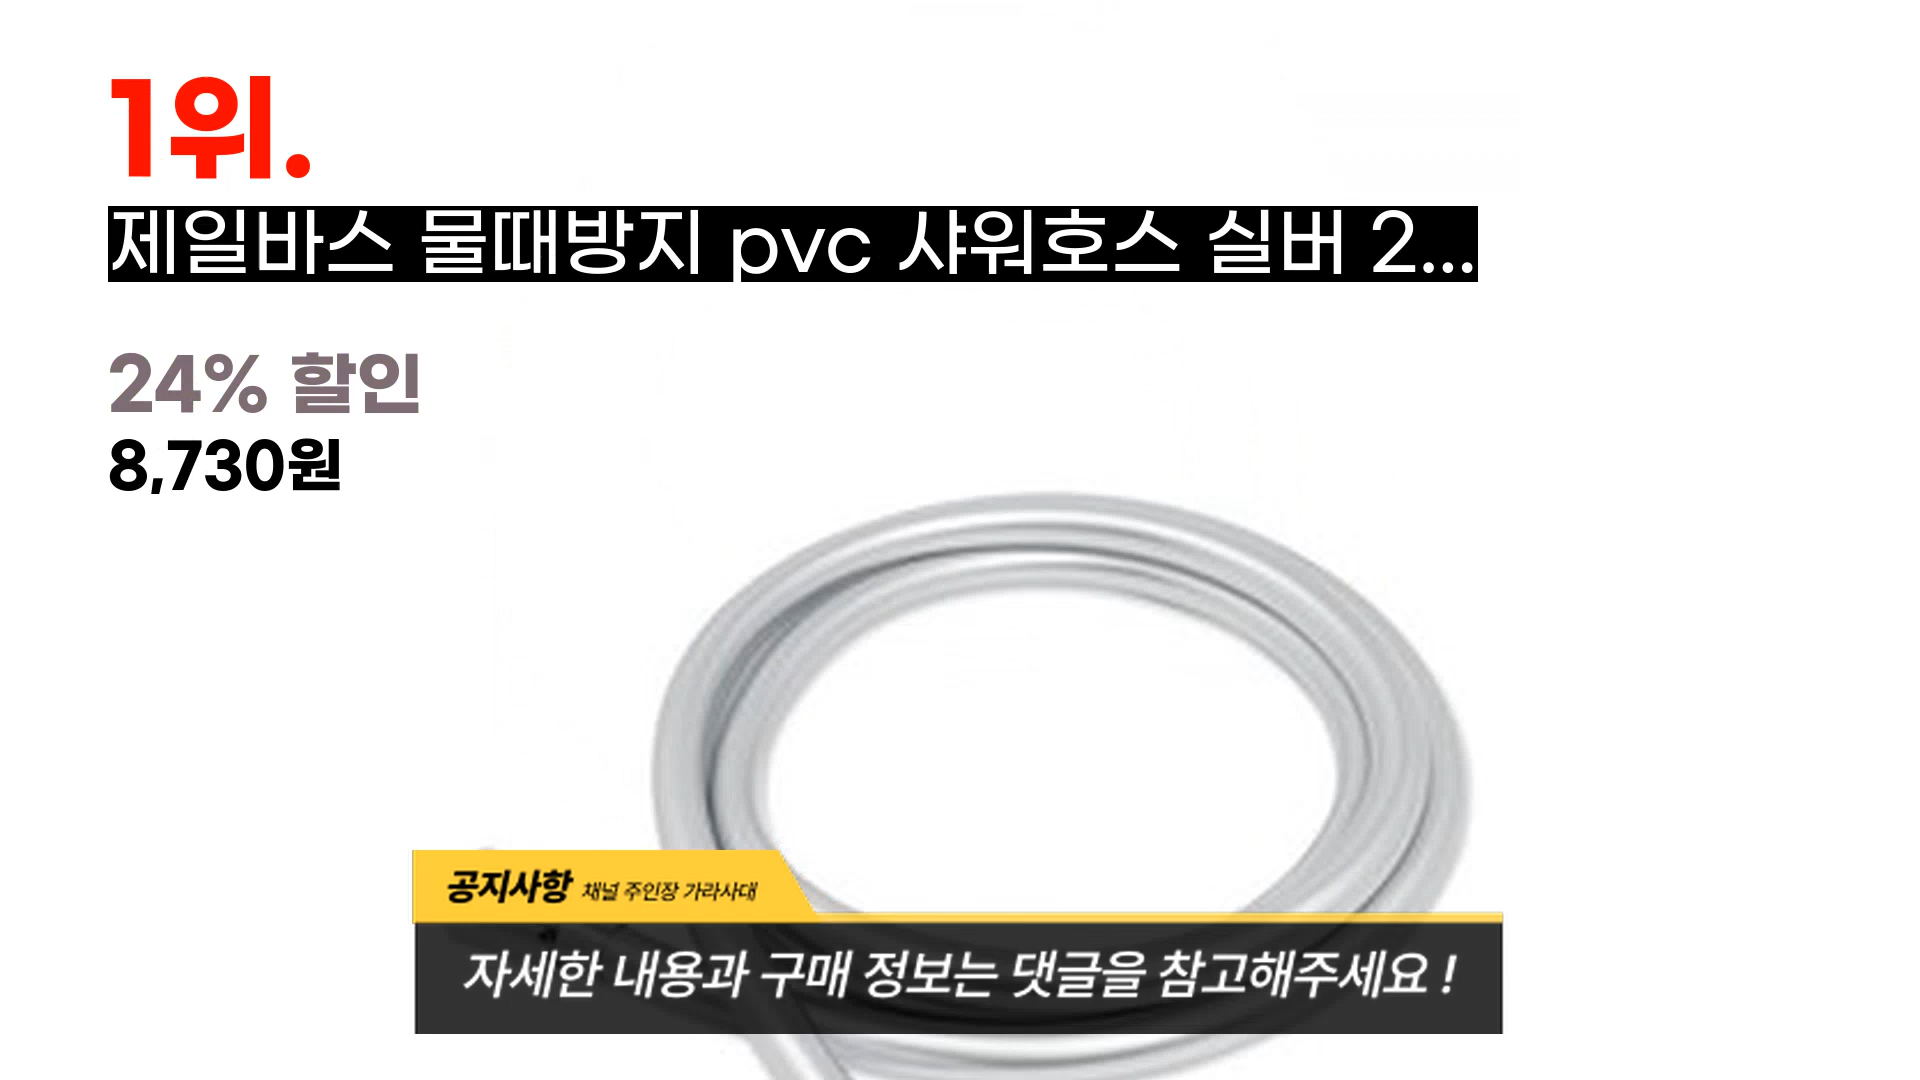 1위.
제일바스 물때방지 pvc 샤워호스 실버 2...
24% 할인
8,730원
공지사항 채널 주인장 가라사대
자세한 내용과 구매 정보는 댓글을 참고해주세요 !